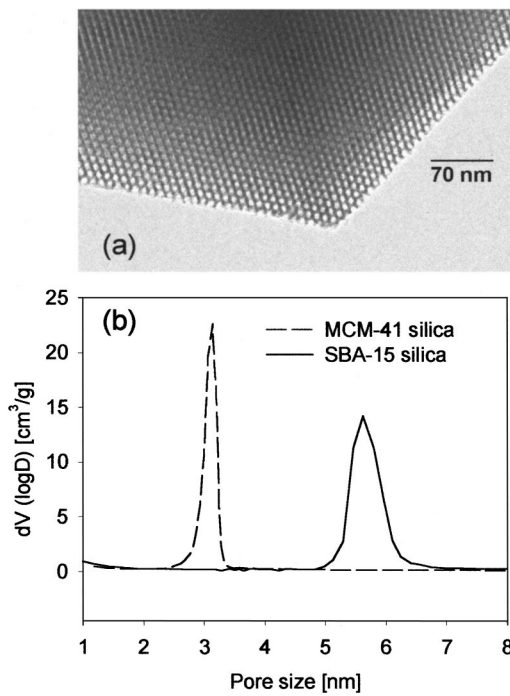 70 nm
(a)
(b)
MCM-41 silica
SBA-15 silica
dV (logD) [cm³/g]
25
20
15
10
5
0
1 2 3 4 5 6 7 8
Pore size [nm]